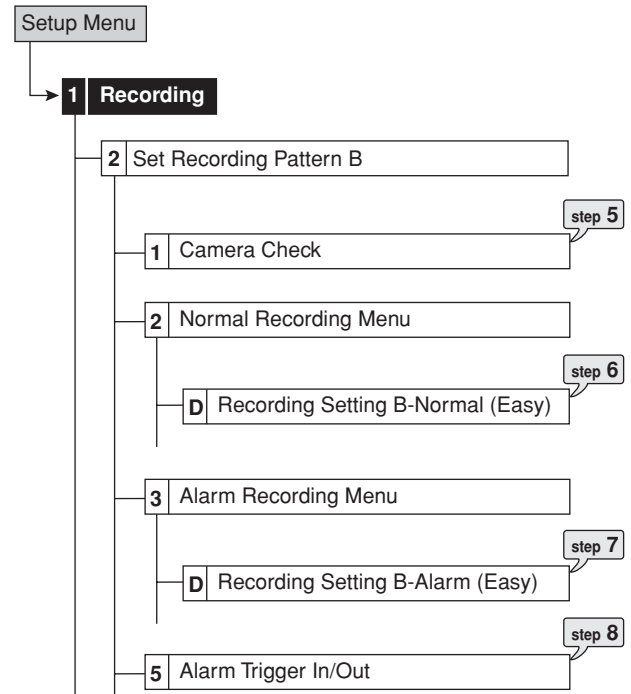 Setup Menu
1 Recording
2 Set Recording Pattern B
step 5
1 Camera Check
2 Normal Recording Menu
step 6
D Recording Setting B-Normal (Easy)
3 Alarm Recording Menu
step 7
D Recording Setting B-Alarm (Easy)
step 8
5 Alarm Trigger In/Out